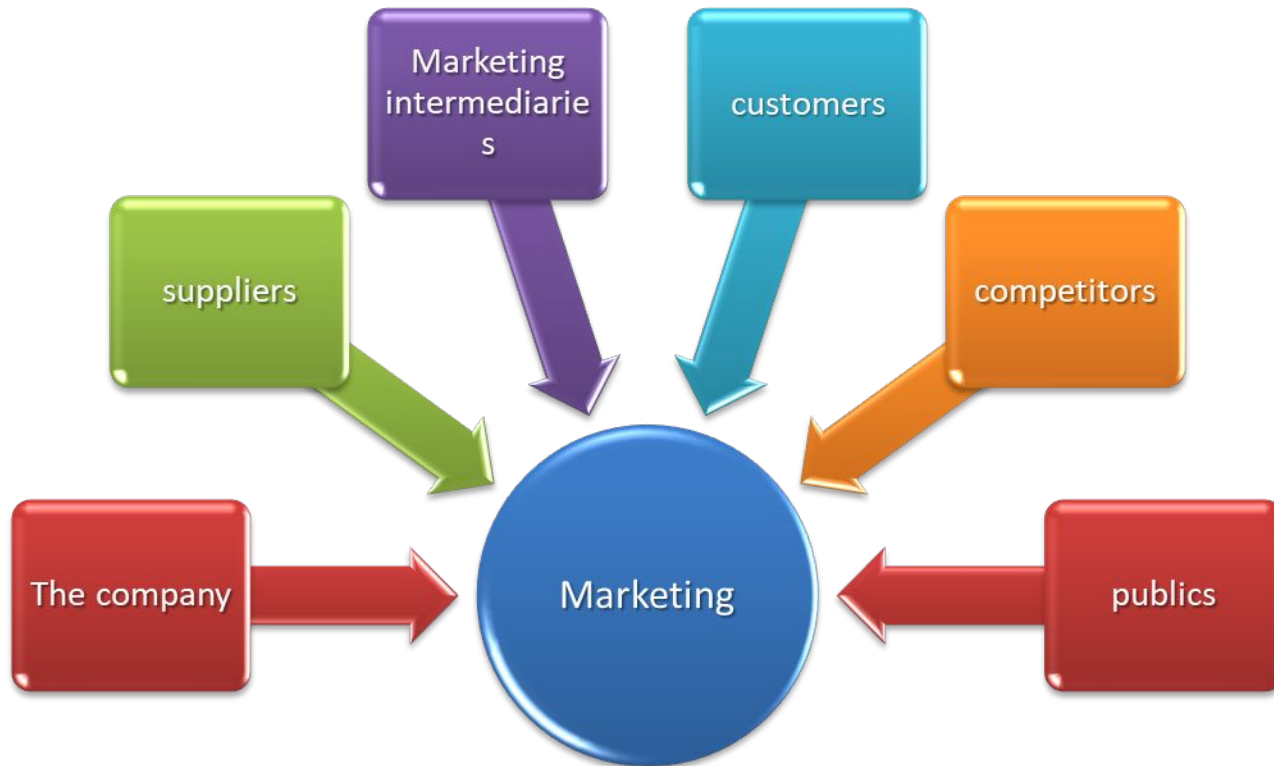 Marketing
intermediarie
s
customers
suppliers
competitors
The company
Marketing
publics